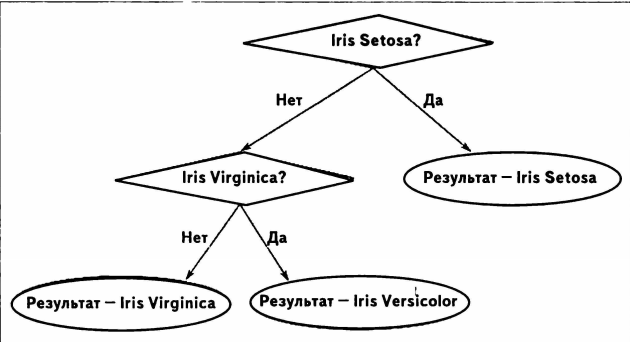 Iris Setosa?
Нет
Да
Iris Virginica?
Результат — Iris Setosa
Нет
Да
Результат — Iris Virginica
Результат — Iris Versicolor